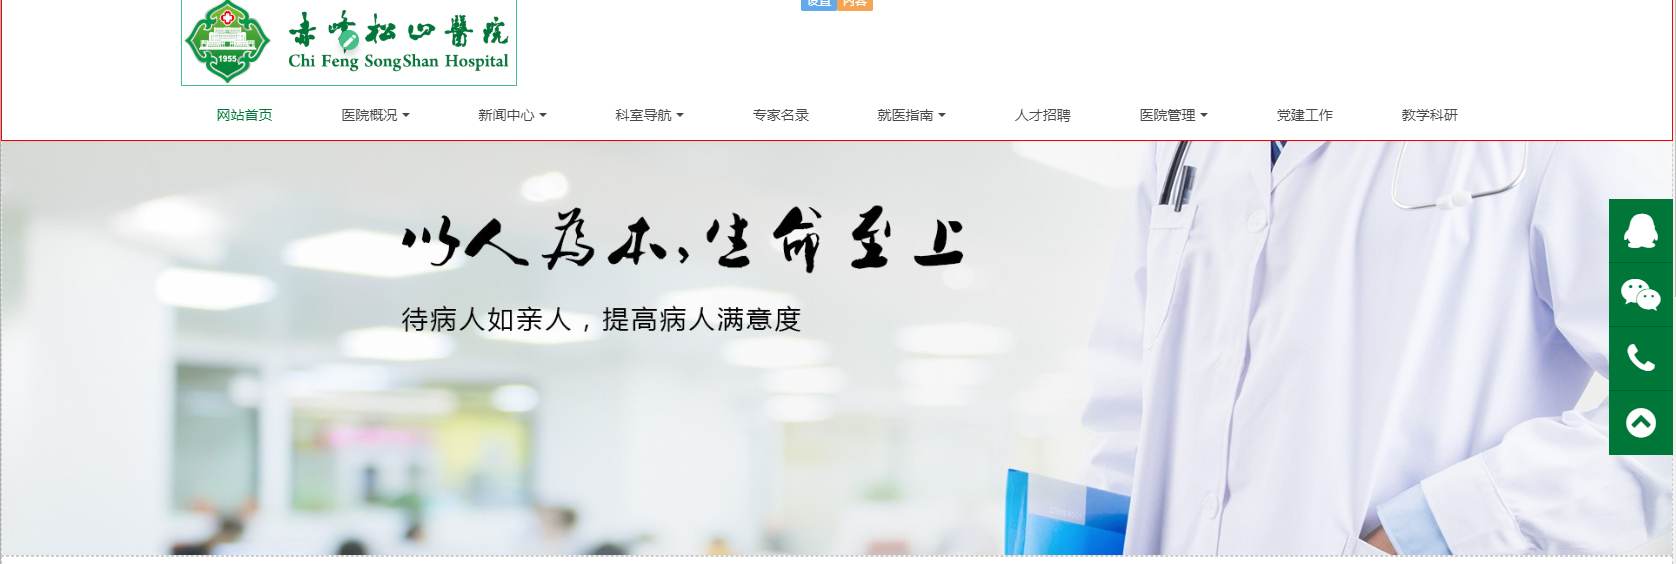 设置 内容
赤峰松山醫院
1955
Chi Feng SongShan Hospital
网站首页 医院概况 新闻中心 科室导航 专家名录 就医指南 人才招聘 医院管理 党建工作 教学科研
以人为本,生命至上
待病人如亲人，提高病人满意度